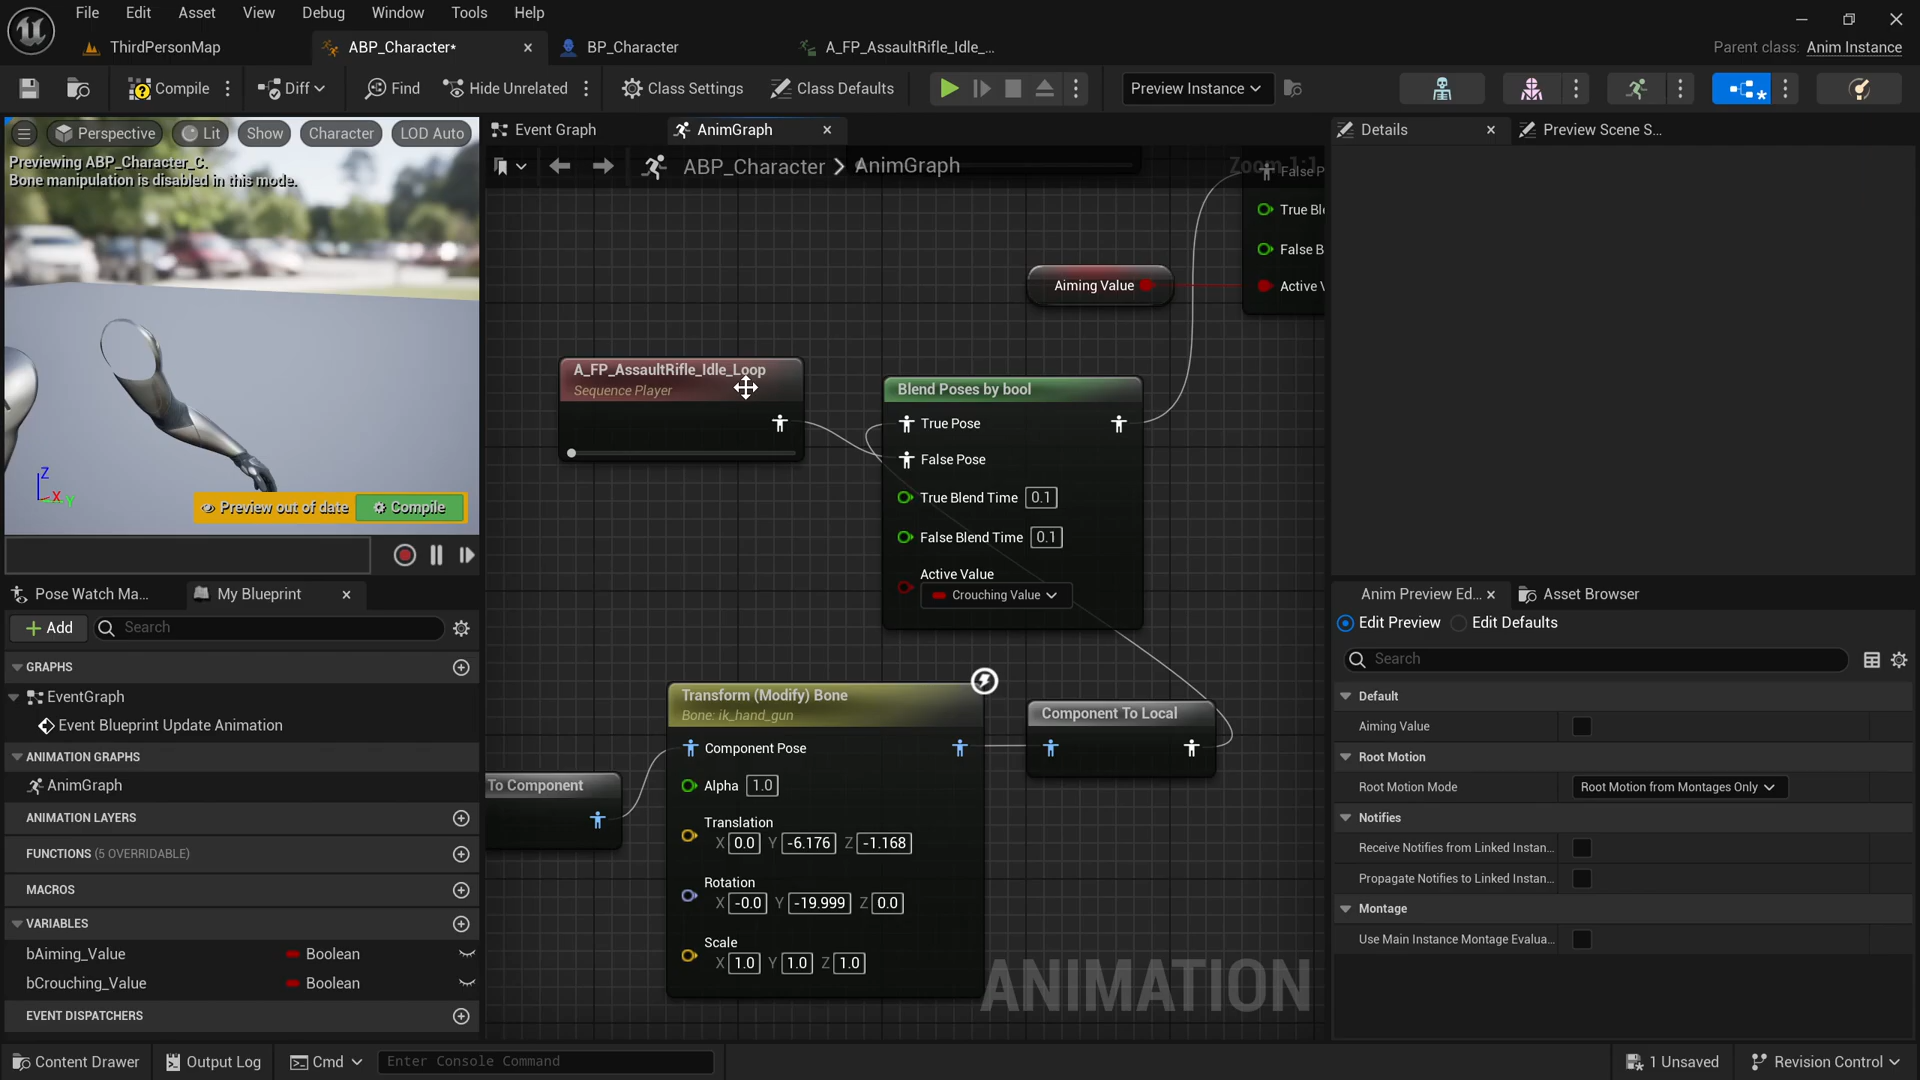 File Edit Asset View Debug Window Tools Help
ThirdPersonMap
ABP_Character*
BP_Character
A_FP_AssaultRifle_Idle_...
Parent class: Anim Instance
Compile
Diff
Find
Hide Unrelated
Class Settings
Class Defaults
Preview Instance
Perspective
Lit
Show
Character
LOD Auto
Previewing ABP_Character_C.
Bone manipulation is disabled in this mode.
Z
X
Y
Preview out of date
Compile
Event Graph
AnimGraph
ABP_Character > AnimGraph
Zoom 1:1
False P
True Ble
False B
Active V
Aiming Value
A_FP_AssaultRifle_Idle_Loop
Sequence Player
Blend Poses by bool
True Pose
False Pose
True Blend Time 0.1
False Blend Time 0.1
Active Value
Crouching Value
Transform (Modify) Bone
Bone: ik_hand_gun
Component Pose
Alpha 1.0
Translation
X 0.0 Y -6.176 Z -1.168
Rotation
X -0.0 Y -19.999 Z 0.0
Scale
X 1.0 Y 1.0 Z 1.0
Component To Local
To Component
ANIMATION
Pose Watch Ma...
My Blueprint
Add
Search
GRAPHS
EventGraph
Event Blueprint Update Animation
ANIMATION GRAPHS
AnimGraph
ANIMATION LAYERS
FUNCTIONS (5 OVERRIDABLE)
MACROS
VARIABLES
bAiming_Value Boolean
bCrouching_Value Boolean
EVENT DISPATCHERS
Details
Preview Scene S...
Anim Preview Ed...
Asset Browser
Edit Preview
Edit Defaults
Search
Default
Aiming Value
Root Motion
Root Motion Mode
Root Motion from Montages Only
Notifies
Receive Notifies from Linked Instan...
Propagate Notifies to Linked Instan...
Montage
Use Main Instance Montage Evalua...
Content Drawer
Output Log
Cmd
Enter Console Command
1 Unsaved
Revision Control